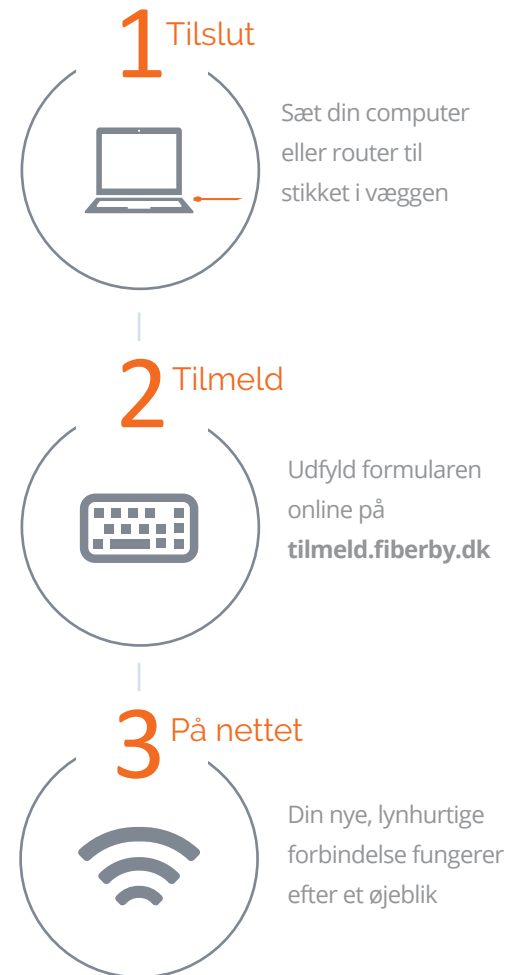 1 Tilslut
Sæt din computer
eller router til
stikket i væggen
2 Tilmeld
Udfyld formularen
online på
tilmeld.fiberby.dk
3 På nettet
Din nye, lynhurtige
forbindelse fungerer
efter et øjeblik